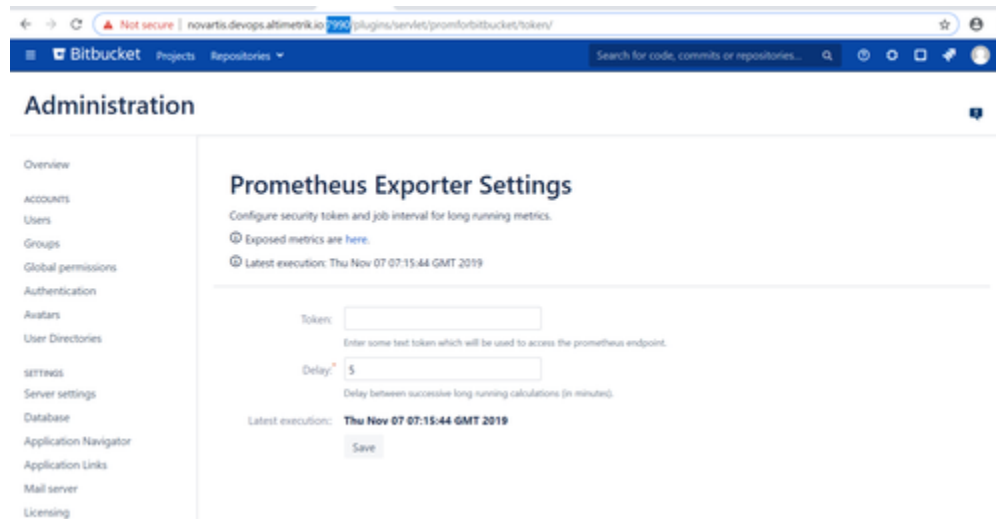 Not secure | novartis.devops.altimetrik.io:7990/plugins/servlet/promforbitbucket/token/
Bitbucket Projects Repositories Search for code, commits or repositories...
Administration
Overview
ACCOUNTS
Users
Groups
Global permissions
Authentication
Avatars
User Directories
SETTINGS
Server settings
Database
Application Navigator
Application Links
Mail server
Licensing
Prometheus Exporter Settings
Configure security token and job interval for long running metrics.
Exposed metrics are here.
Latest execution: Thu Nov 07 07:15:44 GMT 2019
Token:
Enter some text token which will be used to access the prometheus endpoint.
Delay:* 5
Delay between successive long running calculations (in minutes).
Latest execution: Thu Nov 07 07:15:44 GMT 2019
Save